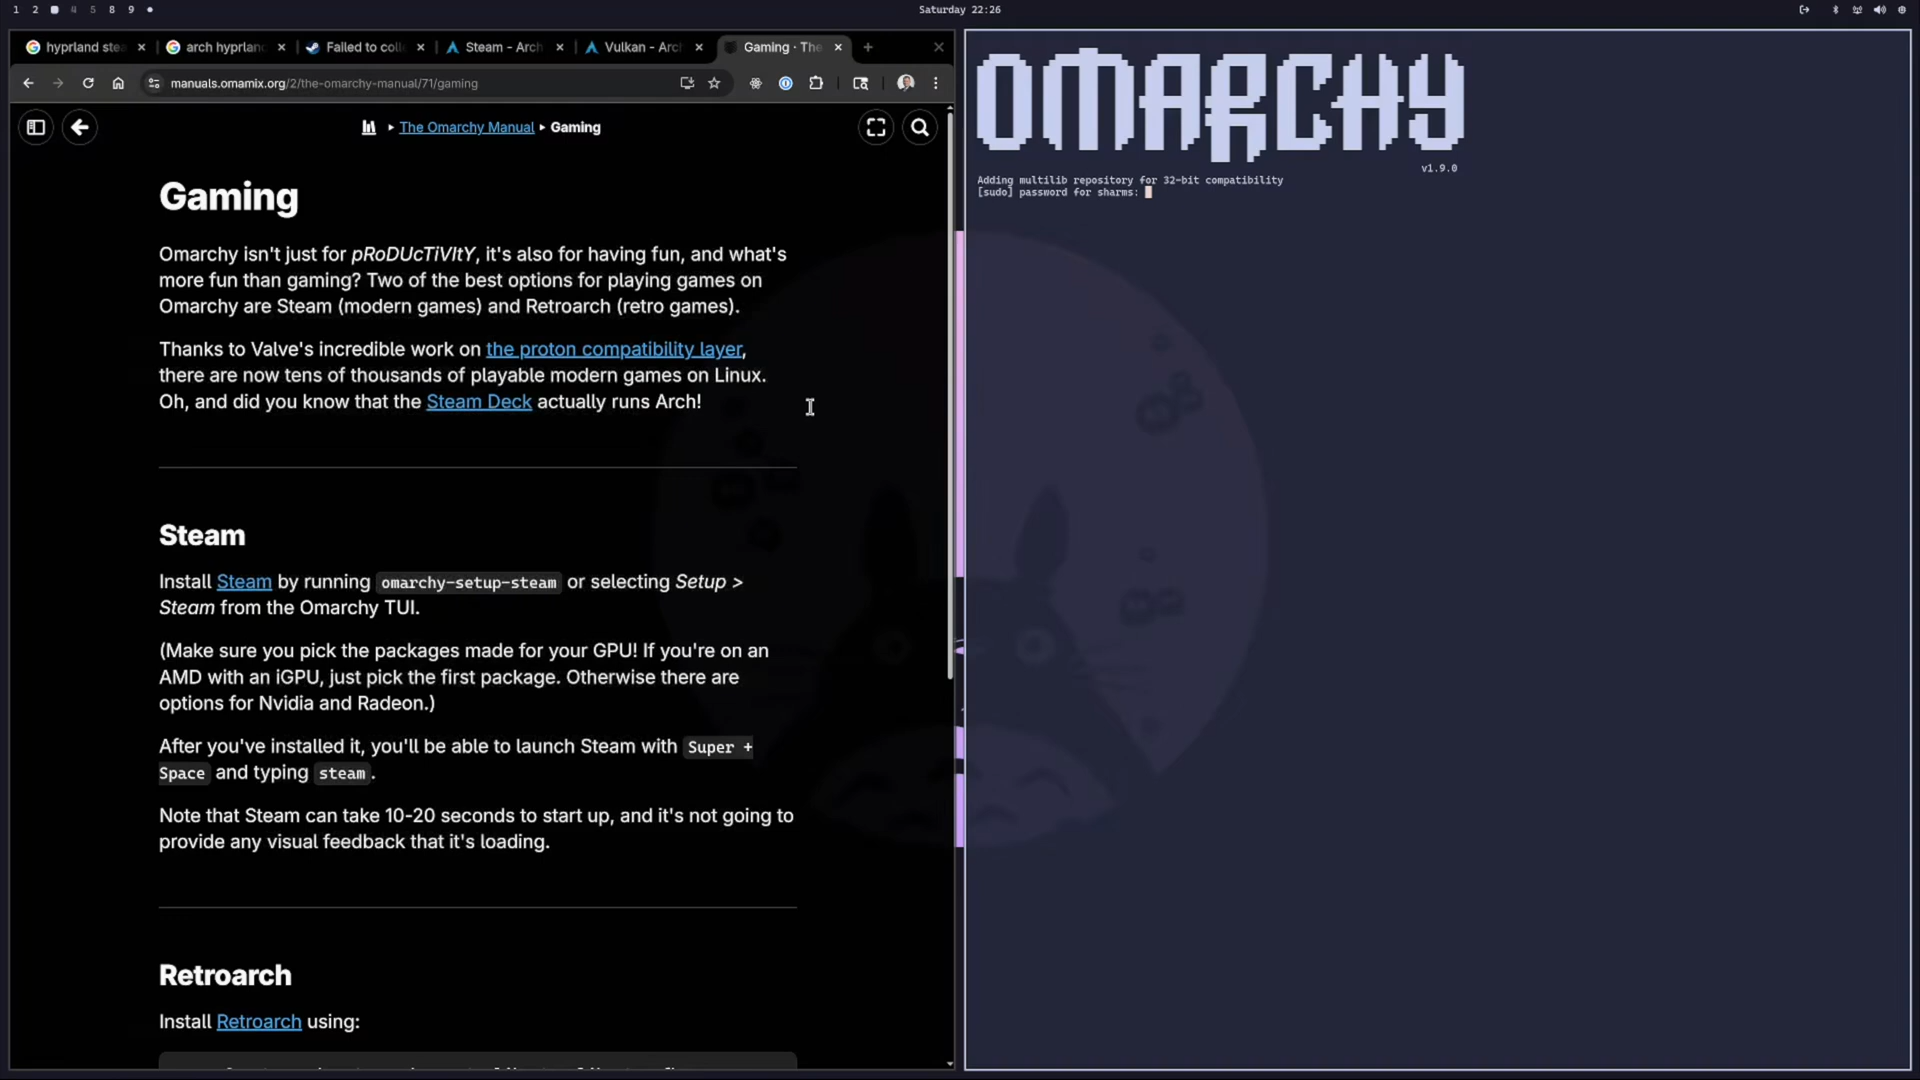 1 2 4 5 8 9
Saturday 22:26
hyprland stea
arch hyprlan
Failed to coll
Steam - Arch
Vulkan - Arc
Gaming · The
manuals.omamix.org/2/the-omarchy-manual/71/gaming
The Omarchy Manual ▸ Gaming
Gaming
Omarchy isn't just for pRoDUcTiVItY, it's also for having fun, and what's
more fun than gaming? Two of the best options for playing games on
Omarchy are Steam (modern games) and Retroarch (retro games).
Thanks to Valve's incredible work on the proton compatibility layer,
there are now tens of thousands of playable modern games on Linux.
Oh, and did you know that the Steam Deck actually runs Arch!
Steam
Install Steam by running omarchy-setup-steam or selecting Setup >
Steam from the Omarchy TUI.
(Make sure you pick the packages made for your GPU! If you're on an
AMD with an iGPU, just pick the first package. Otherwise there are
options for Nvidia and Radeon.)
After you've installed it, you'll be able to launch Steam with Super +
Space and typing steam.
Note that Steam can take 10-20 seconds to start up, and it's not going to
provide any visual feedback that it's loading.
Retroarch
Install Retroarch using:
OMARCHY
v1.9.0
Adding multilib repository for 32-bit compatibility
[sudo] password for sharms: